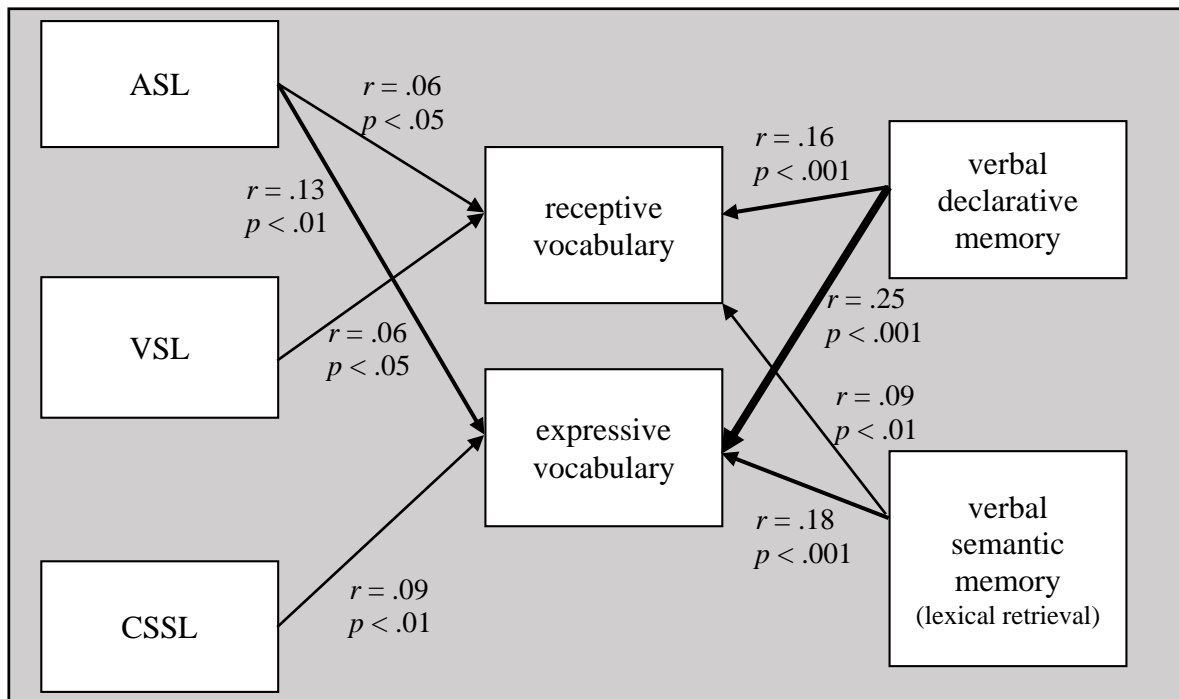 ASL
r = .06
p < .05
r = .13
p < .01
VSL
r = .06
p < .05
CSSL
r = .09
p < .01
receptive
vocabulary
expressive
vocabulary
r = .16
p < .001
verbal
declarative
memory
r = .25
p < .001
r = .09
p < .01
r = .18
p < .001
verbal
semantic
memory
(lexical retrieval)